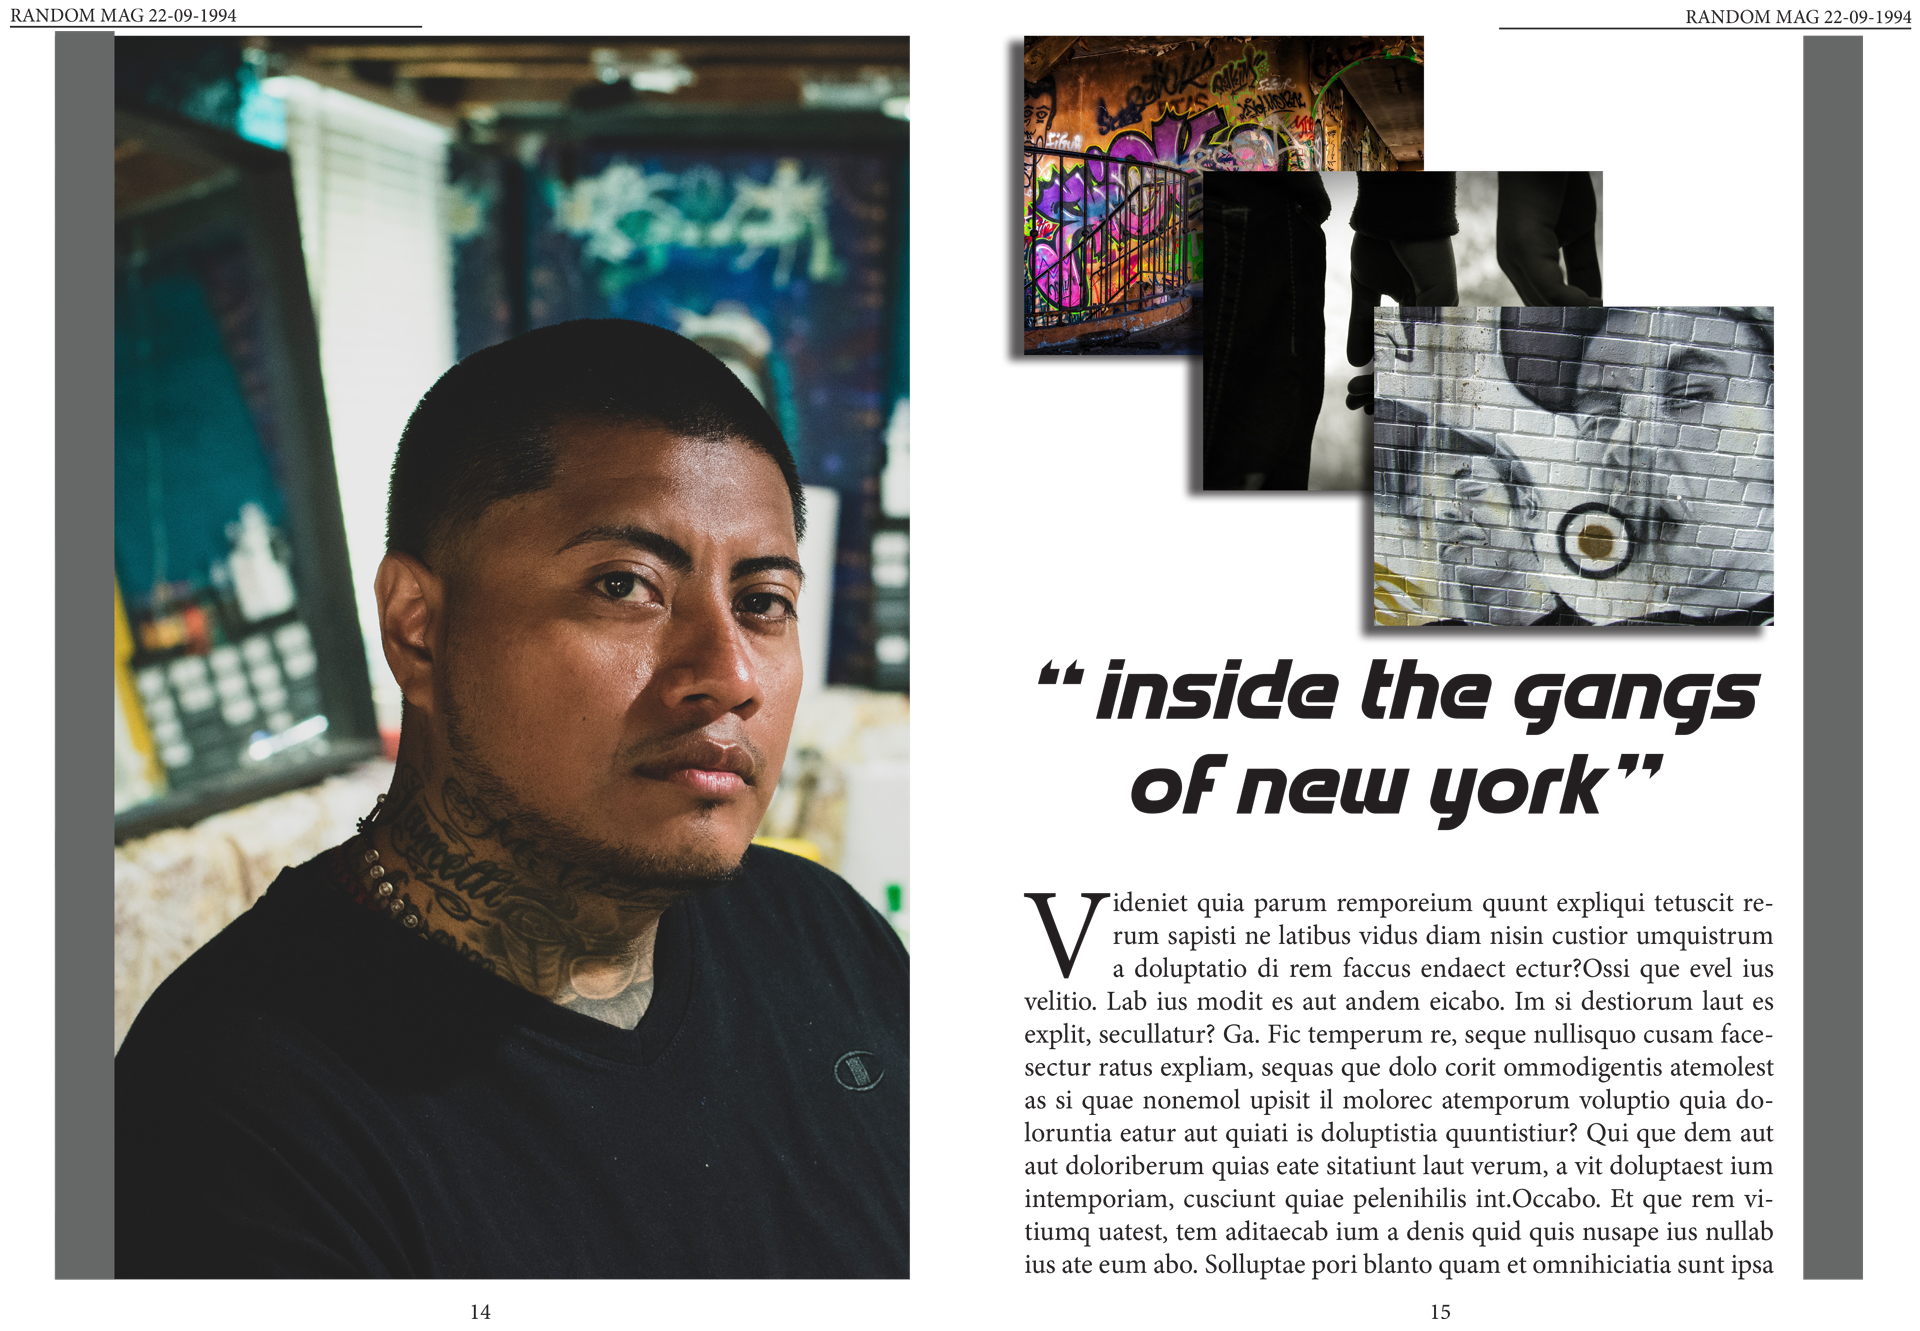 RANDOM MAG 22-09-1994
RANDOM MAG 22-09-1994
“inside the gangs
of new york”
Videniet quia parum remporeium quunt expliqui tetuscit re-
rum sapisti ne latibus vidus diam nisin custior umquistrum
a doluptatio di rem faccus endaect ectur?Ossi que evel ius
velitio. Lab ius modit es aut andem eicabo. Im si destiorum laut es
explit, secullatur? Ga. Fic temperum re, seque nullisquo cusam face-
sectur ratus expliam, sequas que dolo corit ommodigentis atemolest
as si quae nonemol upisit il molorec atemporum voluptio quia do-
loruntia eatur aut quiati is doluptistia quuntistiur? Qui que dem aut
aut doloriberum quias eate sitatiunt laut verum, a vit doluptaest ium
intemporiam, cusciunt quiae pelenihilis int.Occabo. Et que rem vi-
tiumq uatest, tem aditaecab ium a denis quid quis nusape ius nullab
ius ate eum abo. Solluptae pori blanto quam et omnihiciatia sunt ipsa
14
15